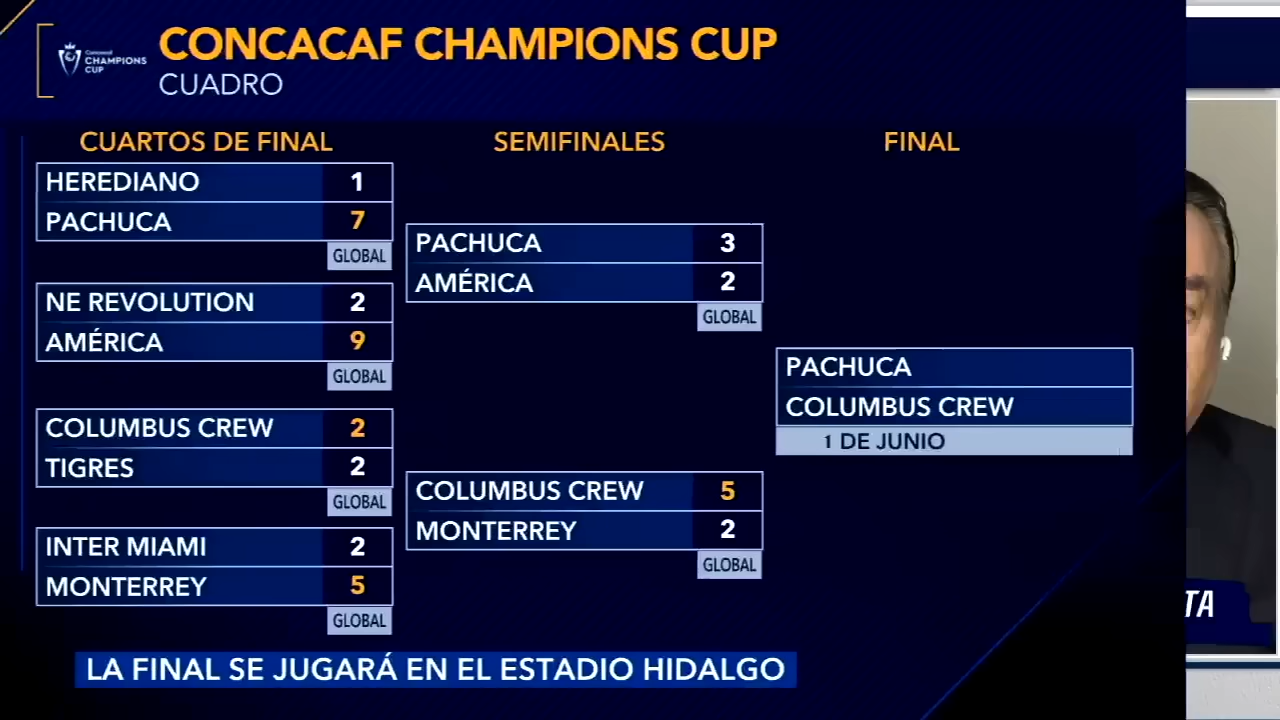 CONCACAF CHAMPIONS CUP
Concacaf
CHAMPIONS
CUP
CUADRO
CUARTOS DE FINAL
HEREDIANO 1
PACHUCA 7
GLOBAL
NE REVOLUTION 2
AMÉRICA 9
GLOBAL
COLUMBUS CREW 2
TIGRES 2
GLOBAL
INTER MIAMI 2
MONTERREY 5
GLOBAL
SEMIFINALES
PACHUCA 3
AMÉRICA 2
GLOBAL
COLUMBUS CREW 5
MONTERREY 2
GLOBAL
FINAL
PACHUCA
COLUMBUS CREW
1 DE JUNIO
LA FINAL SE JUGARÁ EN EL ESTADIO HIDALGO
TA